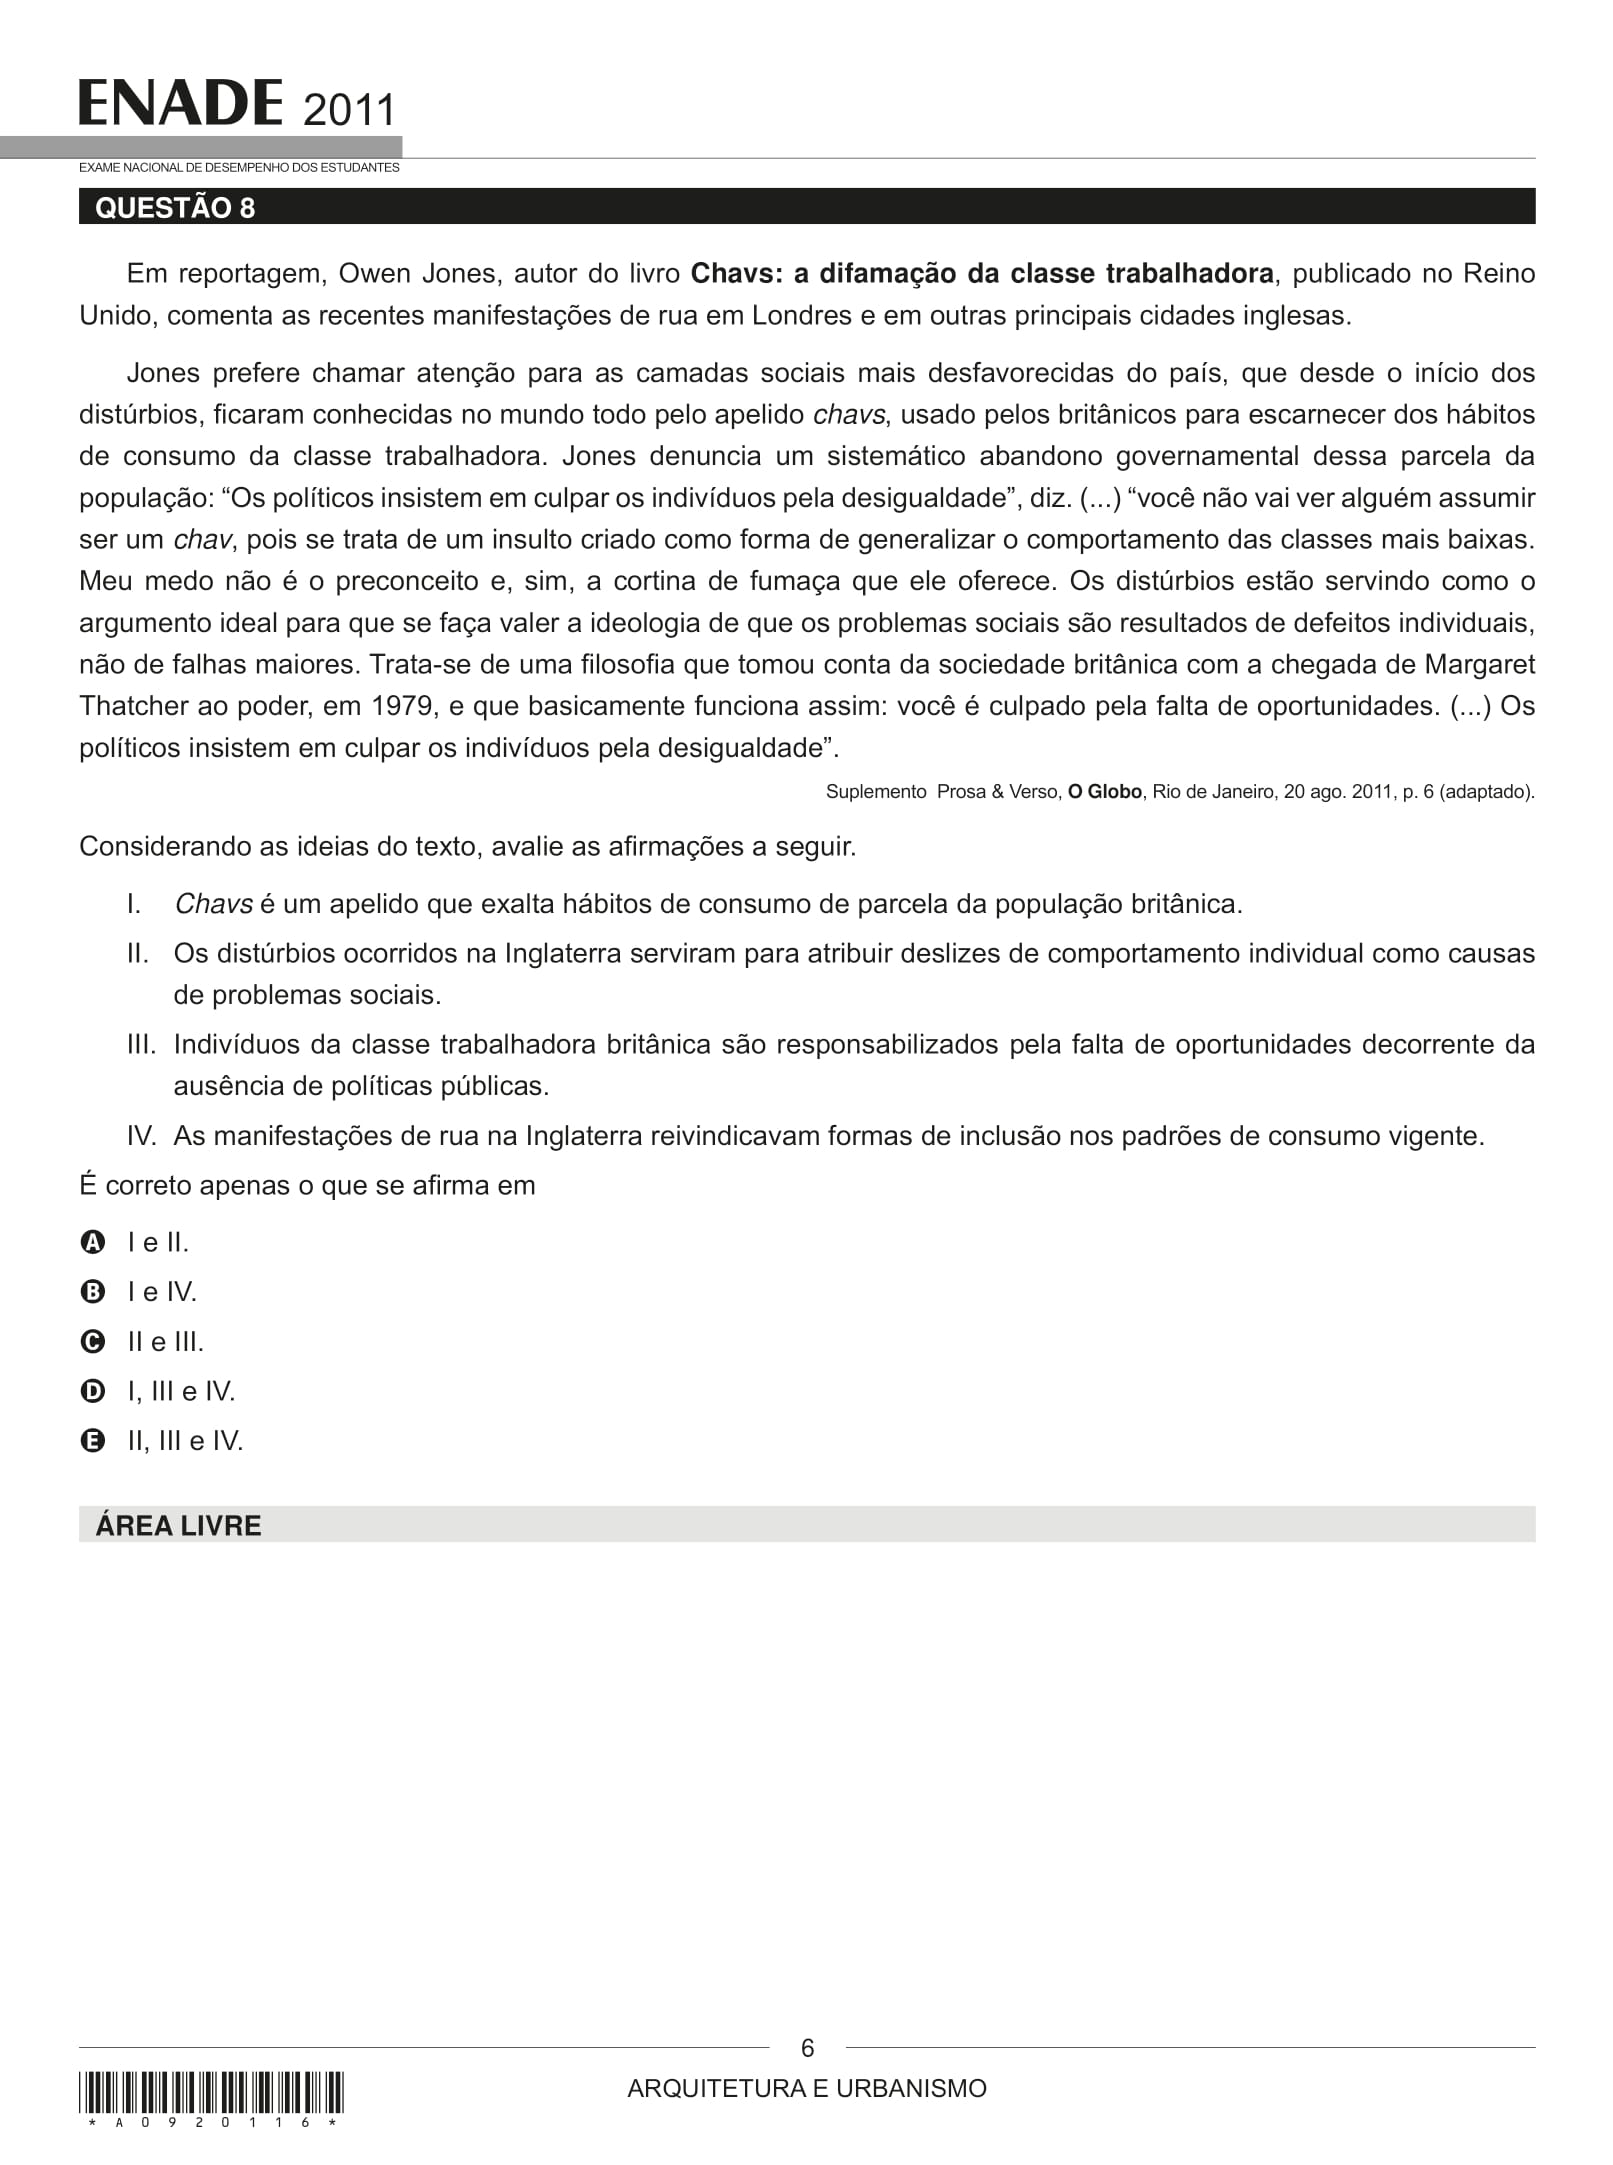 ENADE 2011
EXAME NACIONAL DE DESEMPENHO DOS ESTUDANTES
QUESTÃO 8
Em reportagem, Owen Jones, autor do livro Chavs: a difamação da classe trabalhadora, publicado no Reino
Unido, comenta as recentes manifestações de rua em Londres e em outras principais cidades inglesas.
Jones prefere chamar atenção para as camadas sociais mais desfavorecidas do país, que desde o início dos
distúrbios, ficaram conhecidas no mundo todo pelo apelido chavs, usado pelos britânicos para escarnecer dos hábitos
de consumo da classe trabalhadora. Jones denuncia um sistemático abandono governamental dessa parcela da
população: “Os políticos insistem em culpar os indivíduos pela desigualdade”, diz. (...) “você não vai ver alguém assumir
ser um chav, pois se trata de um insulto criado como forma de generalizar o comportamento das classes mais baixas.
Meu medo não é o preconceito e, sim, a cortina de fumaça que ele oferece. Os distúrbios estão servindo como o
argumento ideal para que se faça valer a ideologia de que os problemas sociais são resultados de defeitos individuais,
não de falhas maiores. Trata-se de uma filosofia que tomou conta da sociedade britânica com a chegada de Margaret
Thatcher ao poder, em 1979, e que basicamente funciona assim: você é culpado pela falta de oportunidades. (...) Os
políticos insistem em culpar os indivíduos pela desigualdade”.
Suplemento Prosa & Verso, O Globo, Rio de Janeiro, 20 ago. 2011, p. 6 (adaptado).
Considerando as ideias do texto, avalie as afirmações a seguir.
I. Chavs é um apelido que exalta hábitos de consumo de parcela da população britânica.
II. Os distúrbios ocorridos na Inglaterra serviram para atribuir deslizes de comportamento individual como causas
de problemas sociais.
III. Indivíduos da classe trabalhadora britânica são responsabilizados pela falta de oportunidades decorrente da
ausência de políticas públicas.
IV. As manifestações de rua na Inglaterra reivindicavam formas de inclusão nos padrões de consumo vigente.
É correto apenas o que se afirma em
A I e II.
B I e IV.
C II e III.
D I, III e IV.
E II, III e IV.
ÁREA LIVRE
6
ARQUITETURA E URBANISMO
* A 0 9 2 0 1 1 6 *